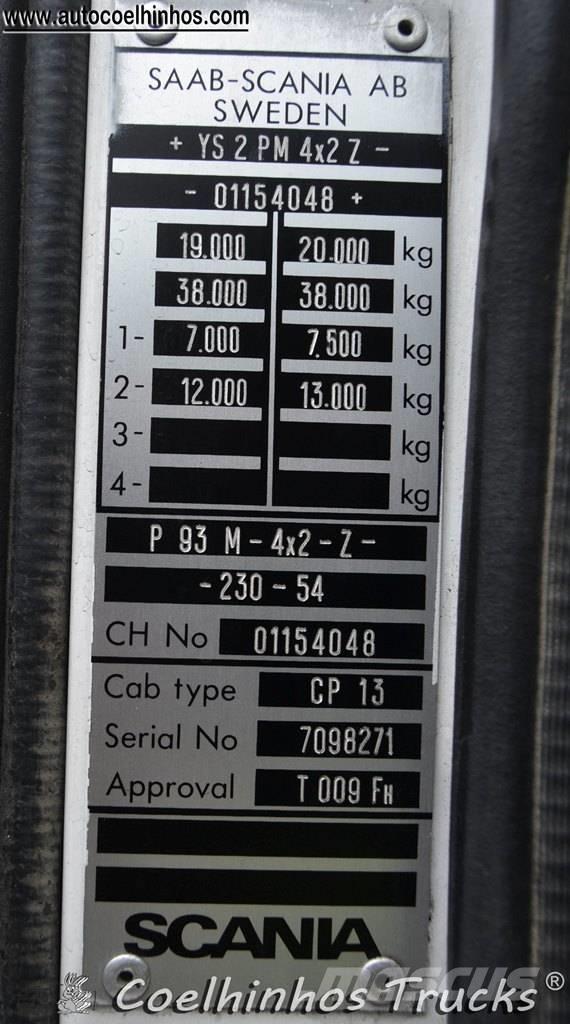 www.autocoelhinhos.com
SAAB-SCANIA AB
SWEDEN
+ YS 2 PM 4x2 Z -
- 01154048 +
19.000 20.000 kg
38.000 38.000 kg
1- 7.000 7.500 kg
2- 12.000 13.000 kg
3- kg
4- kg
P 93 M - 4x2 - Z -
- 230 - 54
CH No 01154048
Cab type CP 13
Serial No 7098271
Approval T 009 FH
SCANIA
MASCUS
Coelhinhos Trucks ®